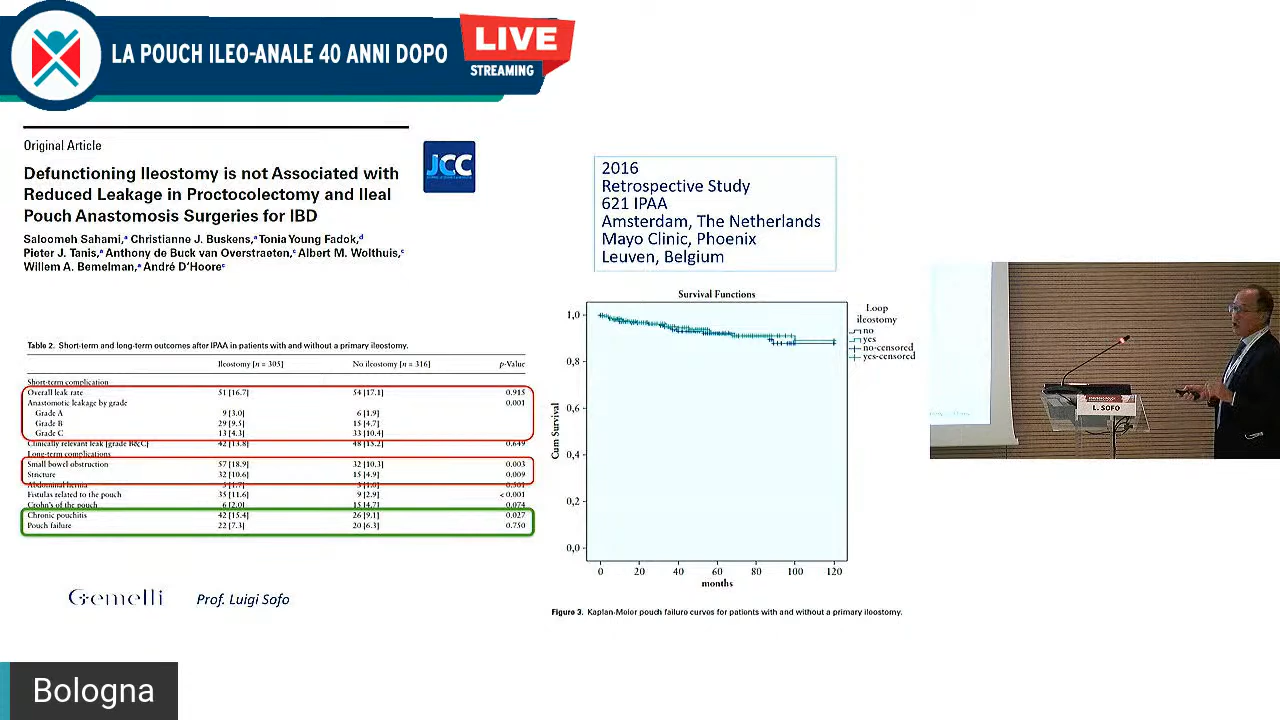 LA POUCH ILEO-ANALE 40 ANNI DOPO
LIVE
STREAMING
Original Article
Defunctioning Ileostomy is not Associated with
Reduced Leakage in Proctocolectomy and Ileal
Pouch Anastomosis Surgeries for IBD
Saloomeh Sahami,ᵃ Christianne J. Buskens,ᵃ Tonia Young Fadok,ᵈ
Pieter J. Tanis,ᵃ Anthony de Buck van Overstraeten,ᶜ Albert M. Wolthuis,ᶜ
Willem A. Bemelman,ᵃ André D'Hooreᶜ
JCC
2016
Retrospective Study
621 IPAA
Amsterdam, The Netherlands
Mayo Clinic, Phoenix
Leuven, Belgium
Table 2. Short-term and long-term outcomes after IPAA in patients with and without a primary ileostomy.
Ileostomy [n = 305] No ileostomy [n = 316] p-Value
Short-term complication
Overall leak rate 51 [16.7] 54 [17.1] 0.915
Anastomotic leakage by grade 0.001
Grade A 9 [3.0] 6 [1.9]
Grade B 29 [9.5] 15 [4.7]
Grade C 13 [4.3] 33 [10.4]
Clinically relevant leak [grade B&C] 42 [13.8] 48 [15.2] 0.649
Long-term complications
Small bowel obstruction 57 [18.9] 32 [10.3] 0.003
Stricture 32 [10.6] 15 [4.9] 0.009
Abdominal hernia
Fistulas related to the pouch 35 [11.6] 9 [2.9] < 0.001
Crohn's of the pouch 6 [2.0] 15 [4.7] 0.074
Chronic pouchitis 42 [15.4] 26 [9.1] 0.027
Pouch failure 22 [7.3] 20 [6.3] 0.750
Survival Functions
Loop
ileostomy
no
yes
no-censored
yes-censored
Cum Survival
1,0
0,8
0,6
0,4
0,2
0,0
0 20 40 60 80 100 120
months
Figure 3. Kaplan-Meier pouch failure curves for patients with and without a primary ileostomy.
L. SOFO
Gemelli
Prof. Luigi Sofo
Bologna